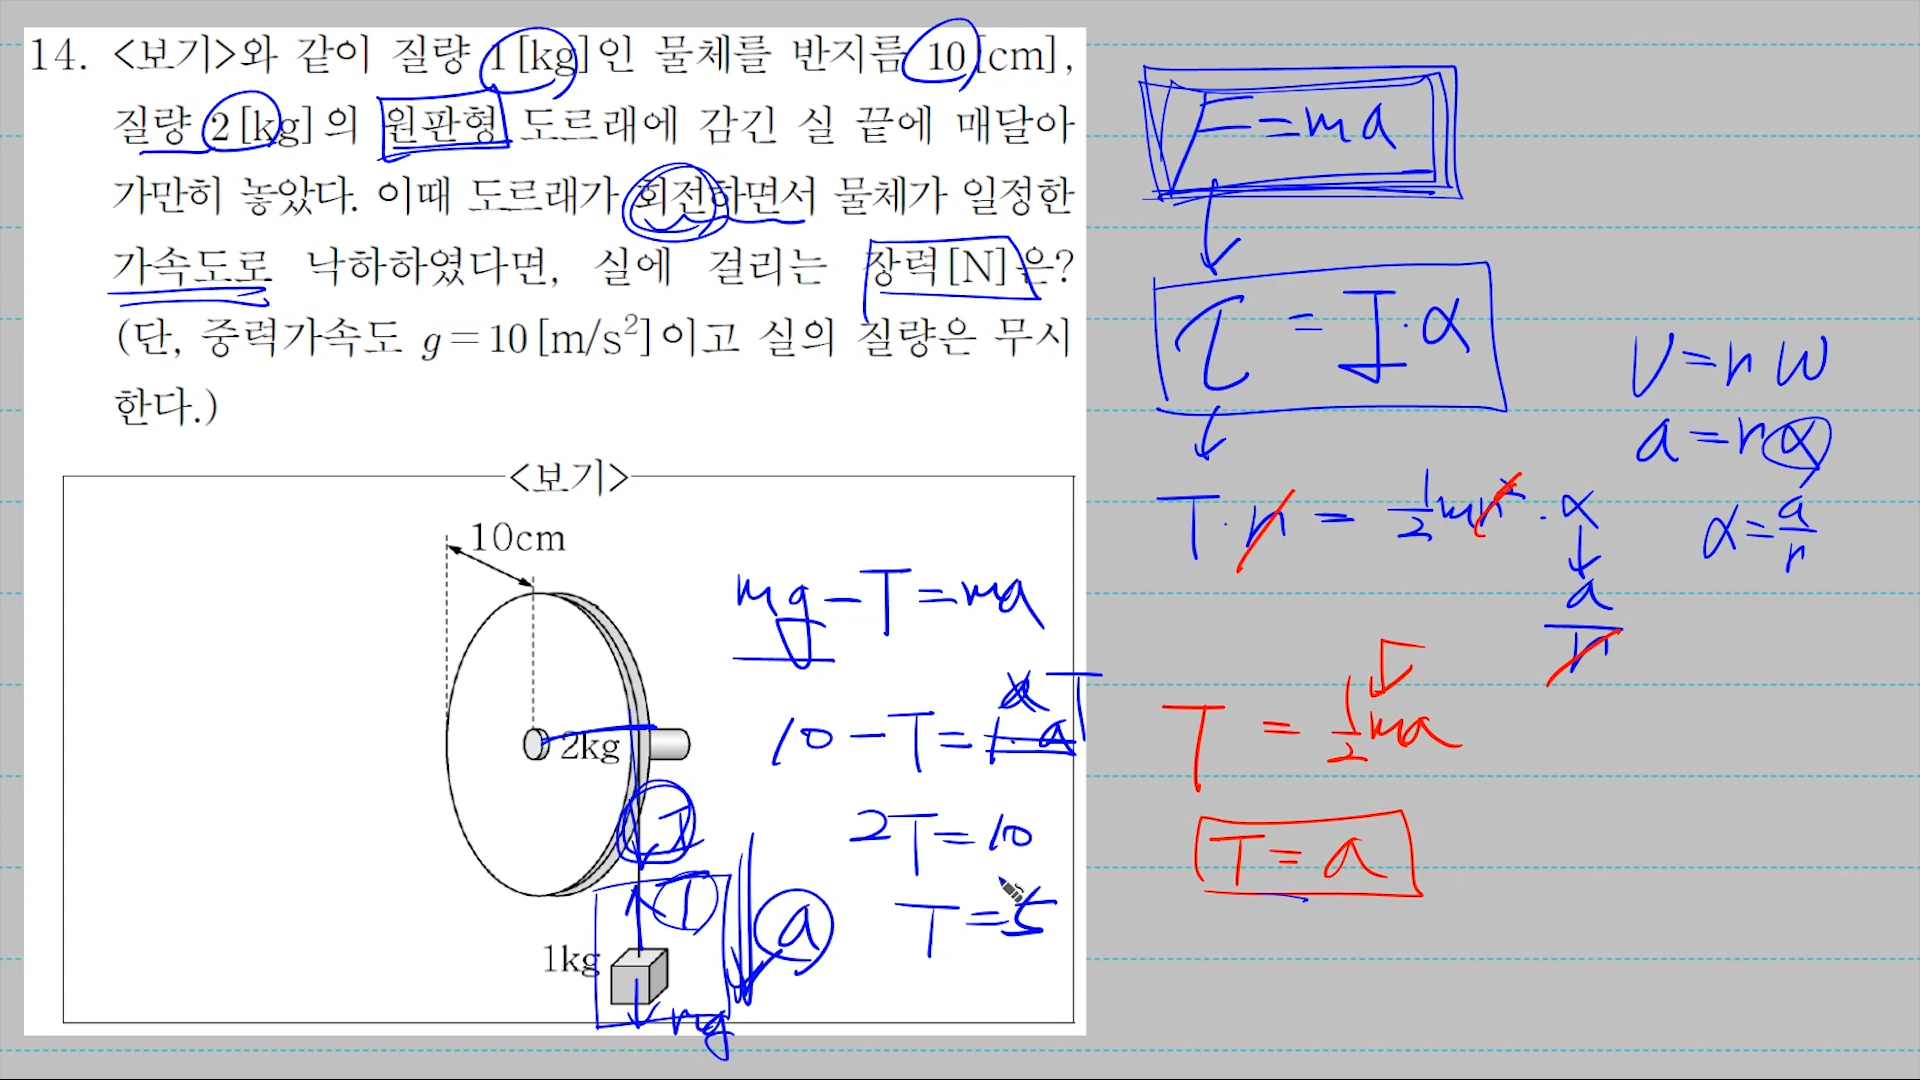 14. <보기>와 같이 질량 1[kg]인 물체를 반지름 10[cm],
질량 2[kg]의 원판형 도르래에 감긴 실 끝에 매달아
가만히 놓았다. 이때 도르래가 회전하면서 물체가 일정한
가속도로 낙하하였다면, 실에 걸리는 장력[N]은?
(단, 중력가속도 g=10[m/s²]이고 실의 질량은 무시
한다.)
<보기>
10cm
2kg
1kg
T
T
mg
a
mg-T=ma
10-T=1·a
T
2T=10
T=5
F=ma
τ=I·α
T·r=1/2mr²·α
a/r
V=rω
a=rα
α=a/r
T=1/2ma
T=a